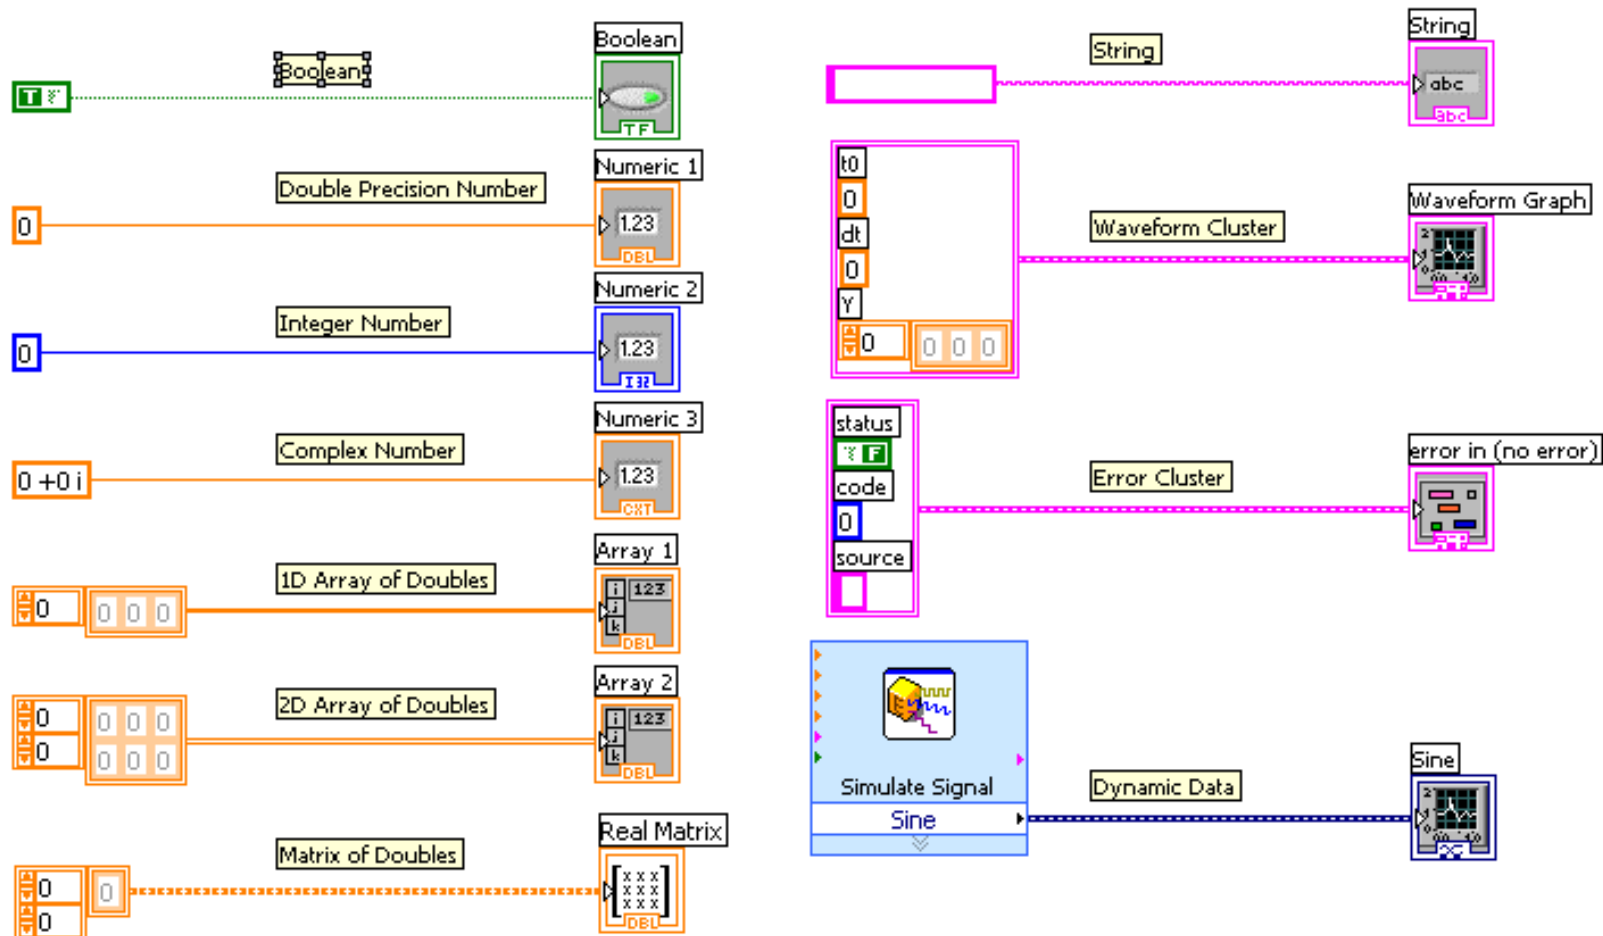 Boolean
Boolean
T
TF
Double Precision Number
Numeric 1
0
1.23
DBL
Integer Number
Numeric 2
0
1.23
I32
Complex Number
Numeric 3
0 +0 i
1.23
CXT
1D Array of Doubles
Array 1
0
0 0 0
i
j
k
123
DBL
2D Array of Doubles
Array 2
0
0
0 0 0
0 0 0
i
j
k
123
DBL
Matrix of Doubles
Real Matrix
0
0
0
x x x
x x x
x x x
DBL
String
String
abc
abc
t0
0
dt
0
Y
0
0 0 0
Waveform Cluster
Waveform Graph
status
F
code
0
source
Error Cluster
error in (no error)
Simulate Signal
Sine
Dynamic Data
Sine